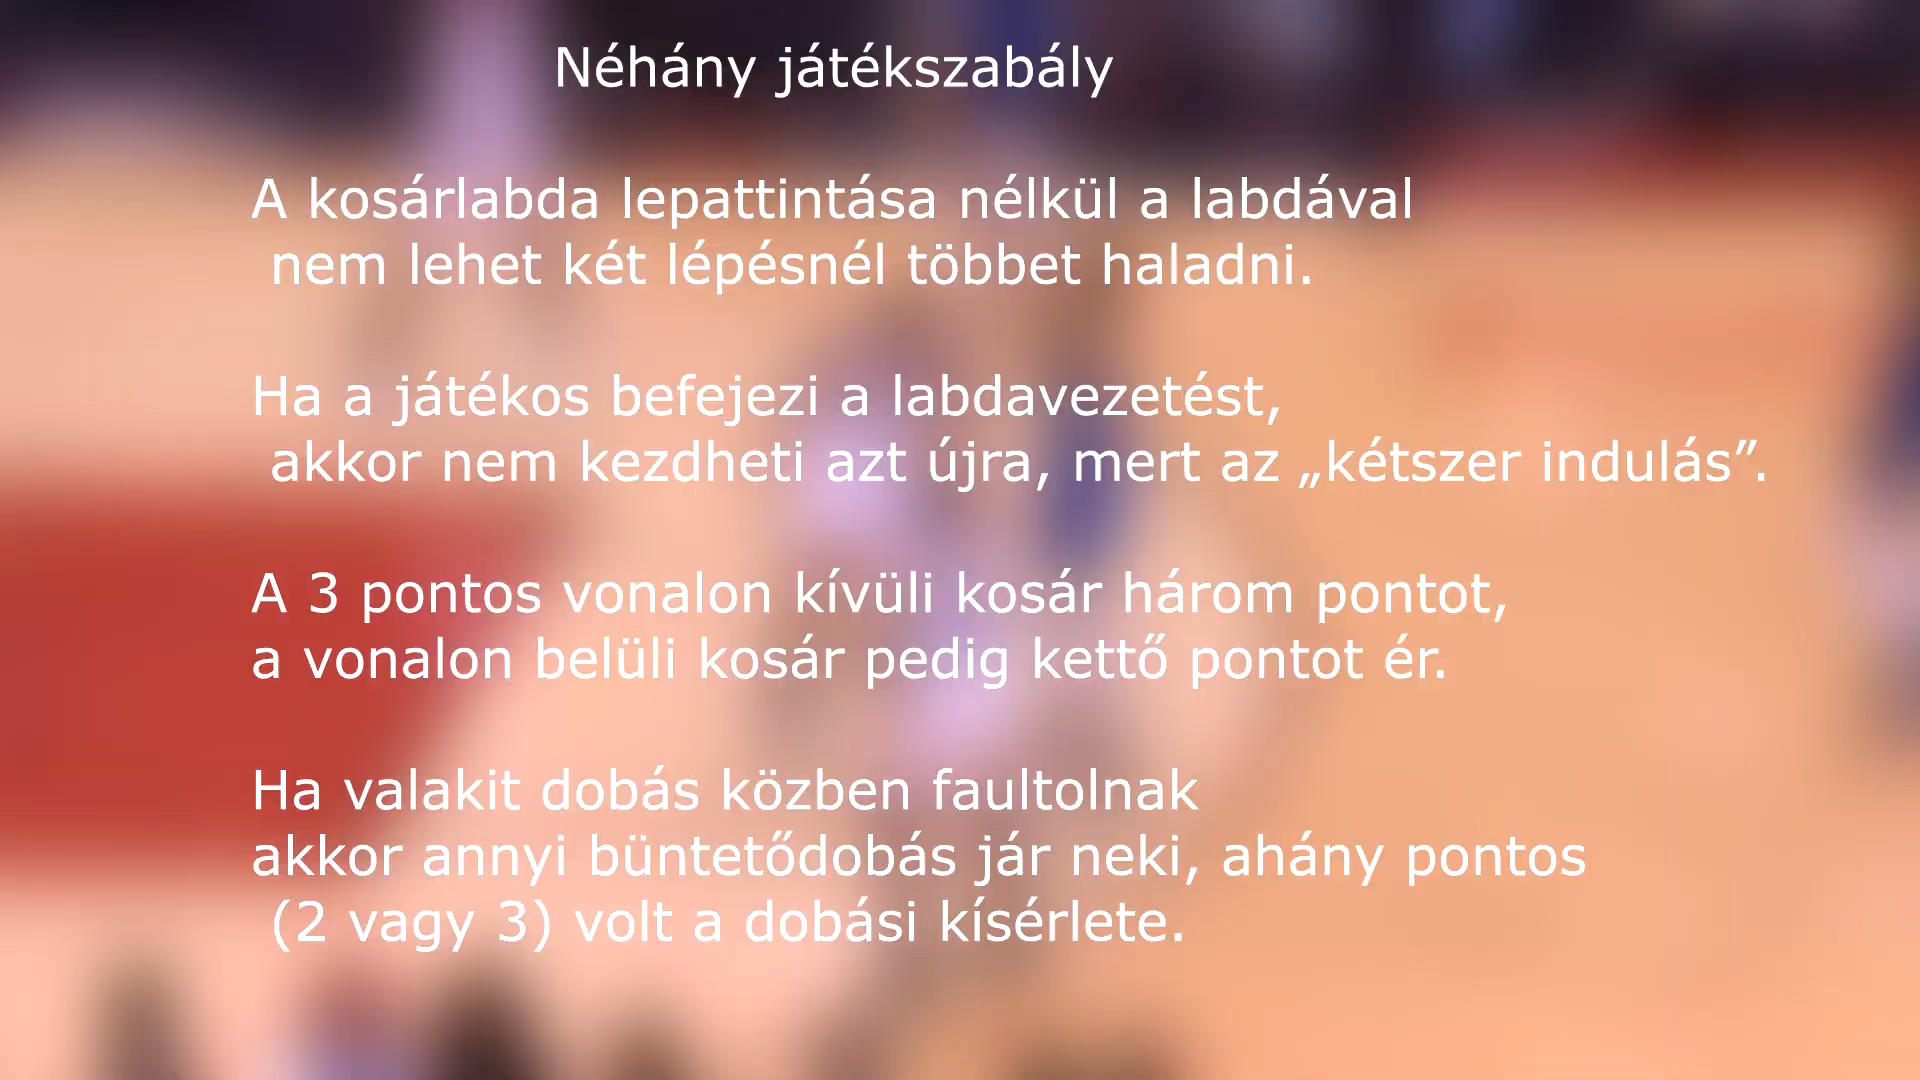 Néhány játékszabály
A kosárlabda lepattintása nélkül a labdával
nem lehet két lépésnél többet haladni.
Ha a játékos befejezi a labdavezetést,
akkor nem kezdheti azt újra, mert az „kétszer indulás”.
A 3 pontos vonalon kívüli kosár három pontot,
a vonalon belüli kosár pedig kettő pontot ér.
Ha valakit dobás közben faultolnak
akkor annyi büntetődobás jár neki, ahány pontos
(2 vagy 3) volt a dobási kísérlete.